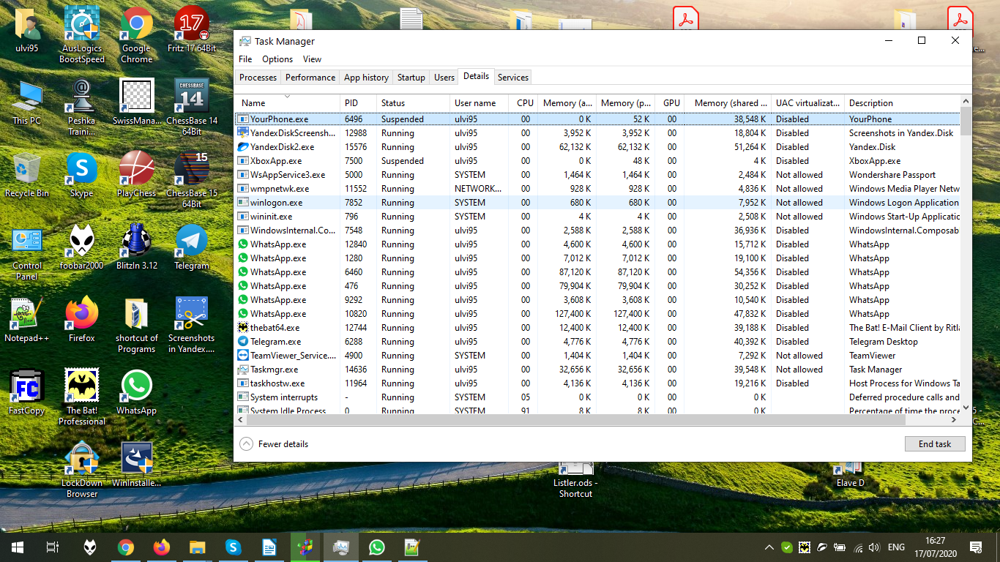 ulvi95
AusLogics
BoostSpeed
Google
Chrome
Fritz 17 64Bit
This PC
Peshka
Traini...
SwissMana...
ChessBase 14
64Bit
Recycle Bin
Skype
PlayChess
ChessBase 15
64Bit
Control
Panel
foobar2000
BlitzIn 3.12
Telegram
Notepad++
Firefox
shortcut of
Programs
Screenshots
in Yandex....
FastCopy
The Bat!
Professional
WhatsApp
LockDown
Browser
WinInstalle...
17
CHESSBASE
14
15
FC
Task Manager
File Options View
Processes Performance App history Startup Users Details Services
Name PID Status User name CPU Memory (a... Memory (p... GPU Memory (shared ... UAC virtualizat... Description
YourPhone.exe 6496 Suspended ulvi95 00 0 K 52 K 00 38,548 K Disabled YourPhone
YandexDiskScreensh... 12988 Running ulvi95 00 3,952 K 3,952 K 00 18,804 K Disabled Screenshots in Yandex.Disk
YandexDisk2.exe 15576 Running ulvi95 00 62,132 K 62,132 K 00 51,264 K Disabled Yandex.Disk
XboxApp.exe 7500 Suspended ulvi95 00 0 K 48 K 00 4 K Disabled XboxApp.exe
WsAppService3.exe 5000 Running SYSTEM 00 1,464 K 1,464 K 00 2,484 K Not allowed Wondershare Passport
wmpnetwk.exe 11552 Running NETWORK... 00 928 K 928 K 00 4,836 K Not allowed Windows Media Player Netw
winlogon.exe 7852 Running SYSTEM 00 680 K 680 K 00 7,952 K Not allowed Windows Logon Application
wininit.exe 796 Running SYSTEM 00 4 K 4 K 00 2,508 K Not allowed Windows Start-Up Applicatic
WindowsInternal.Co... 7548 Running ulvi95 00 2,588 K 2,588 K 00 36,936 K Disabled WindowsInternal.Composab
WhatsApp.exe 12840 Running ulvi95 00 4,600 K 4,600 K 00 15,712 K Disabled WhatsApp
WhatsApp.exe 1280 Running ulvi95 00 7,012 K 7,012 K 00 19,100 K Disabled WhatsApp
WhatsApp.exe 6460 Running ulvi95 00 87,120 K 87,120 K 00 54,356 K Disabled WhatsApp
WhatsApp.exe 476 Running ulvi95 00 79,904 K 79,904 K 00 30,252 K Disabled WhatsApp
WhatsApp.exe 9292 Running ulvi95 00 3,608 K 3,608 K 00 10,540 K Disabled WhatsApp
WhatsApp.exe 10820 Running ulvi95 00 127,400 K 127,400 K 00 47,832 K Disabled WhatsApp
thebat64.exe 12744 Running ulvi95 00 12,400 K 12,400 K 00 39,188 K Disabled The Bat! E-Mail Client by Ritla
Telegram.exe 6288 Running ulvi95 00 4,776 K 4,776 K 00 40,392 K Disabled Telegram Desktop
TeamViewer_Service.... 4900 Running SYSTEM 00 1,404 K 1,404 K 00 7,292 K Not allowed TeamViewer
Taskmgr.exe 14636 Running ulvi95 00 32,656 K 32,656 K 00 39,548 K Not allowed Task Manager
taskhostw.exe 11964 Running ulvi95 00 4,136 K 4,136 K 00 19,216 K Disabled Host Process for Windows Ta
System interrupts - Running SYSTEM 05 0 K 0 K 00 0 K Deferred procedure calls and
System Idle Process 0 Running SYSTEM 91 8 K 8 K 00 0 K Percentage of time the proce
Fewer details
End task
Listler.ods -
Shortcut
Elave D
ENG
16:27
17/07/2020